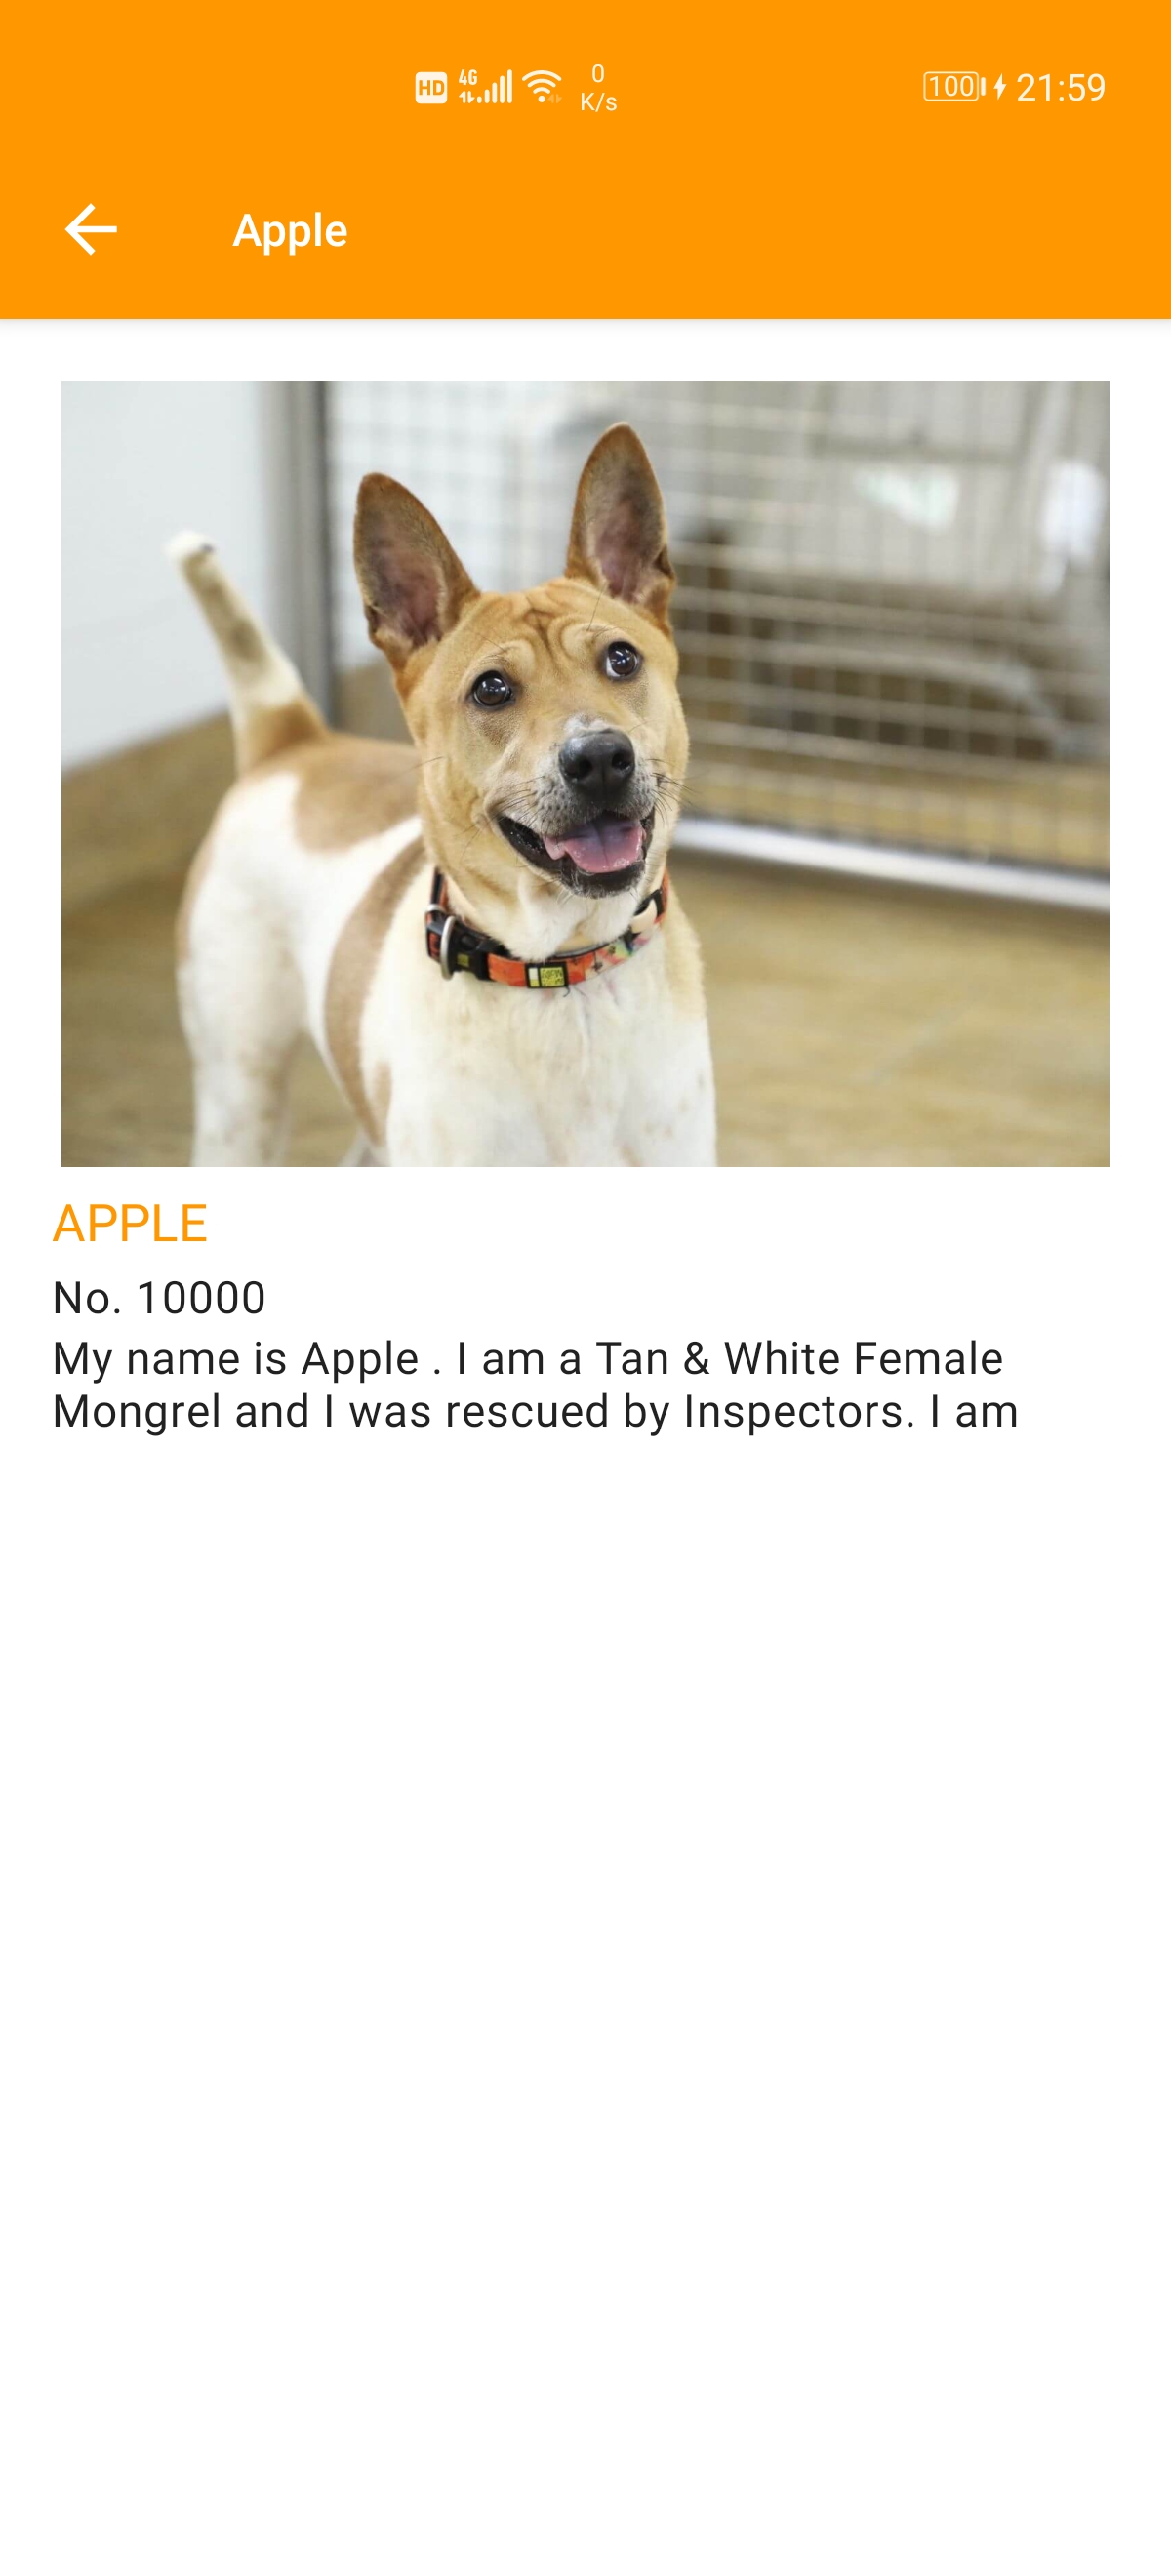 HD 4G 0 K/s 100 21:59
Apple
APPLE
No. 10000
My name is Apple . I am a Tan & White Female
Mongrel and I was rescued by Inspectors. I am